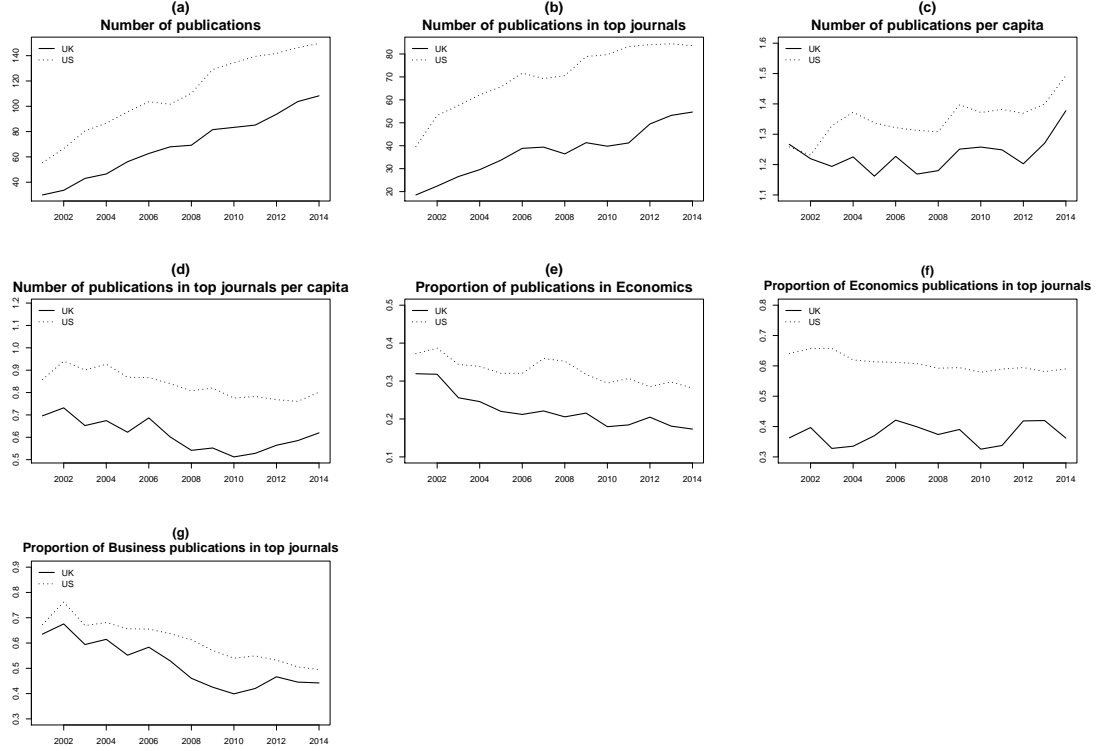 (a)
Number of publications
UK
US
140
120
100
80
60
40
2002 2004 2006 2008 2010 2012 2014
(b)
Number of publications in top journals
UK
US
80
70
60
50
40
30
20
2002 2004 2006 2008 2010 2012 2014
(c)
Number of publications per capita
UK
US
1.6
1.5
1.4
1.3
1.2
1.1
2002 2004 2006 2008 2010 2012 2014
(d)
Number of publications in top journals per capita
UK
US
1.2
1.1
1.0
0.9
0.8
0.7
0.6
0.5
2002 2004 2006 2008 2010 2012 2014
(e)
Proportion of publications in Economics
UK
US
0.5
0.4
0.3
0.2
0.1
2002 2004 2006 2008 2010 2012 2014
(f)
Proportion of Economics publications in top journals
UK
US
0.8
0.7
0.6
0.5
0.4
0.3
2002 2004 2006 2008 2010 2012 2014
(g)
Proportion of Business publications in top journals
UK
US
0.9
0.8
0.7
0.6
0.5
0.4
0.3
2002 2004 2006 2008 2010 2012 2014